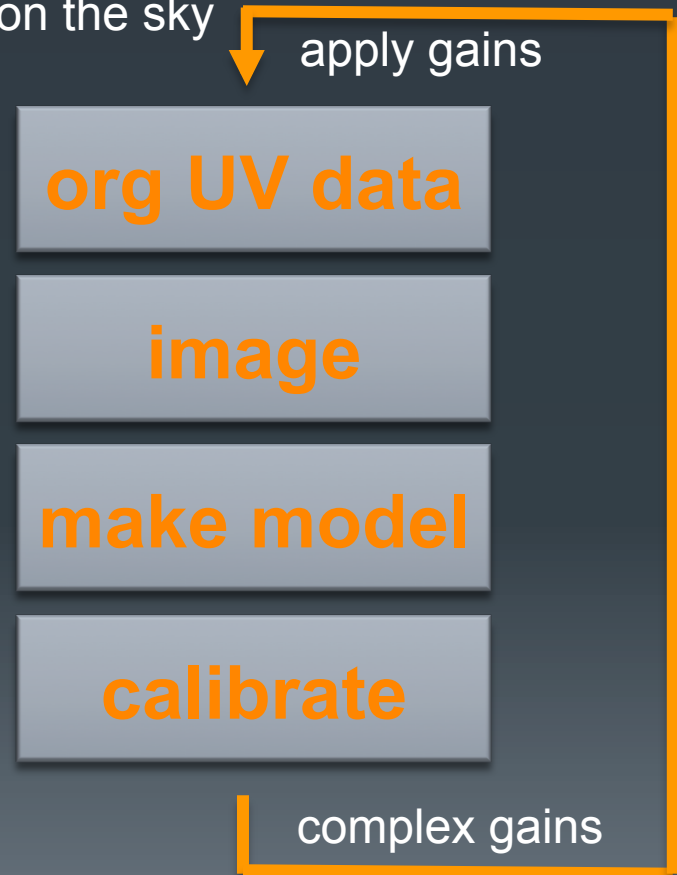 on the sky
apply gains
org UV data
image
make model
calibrate
complex gains